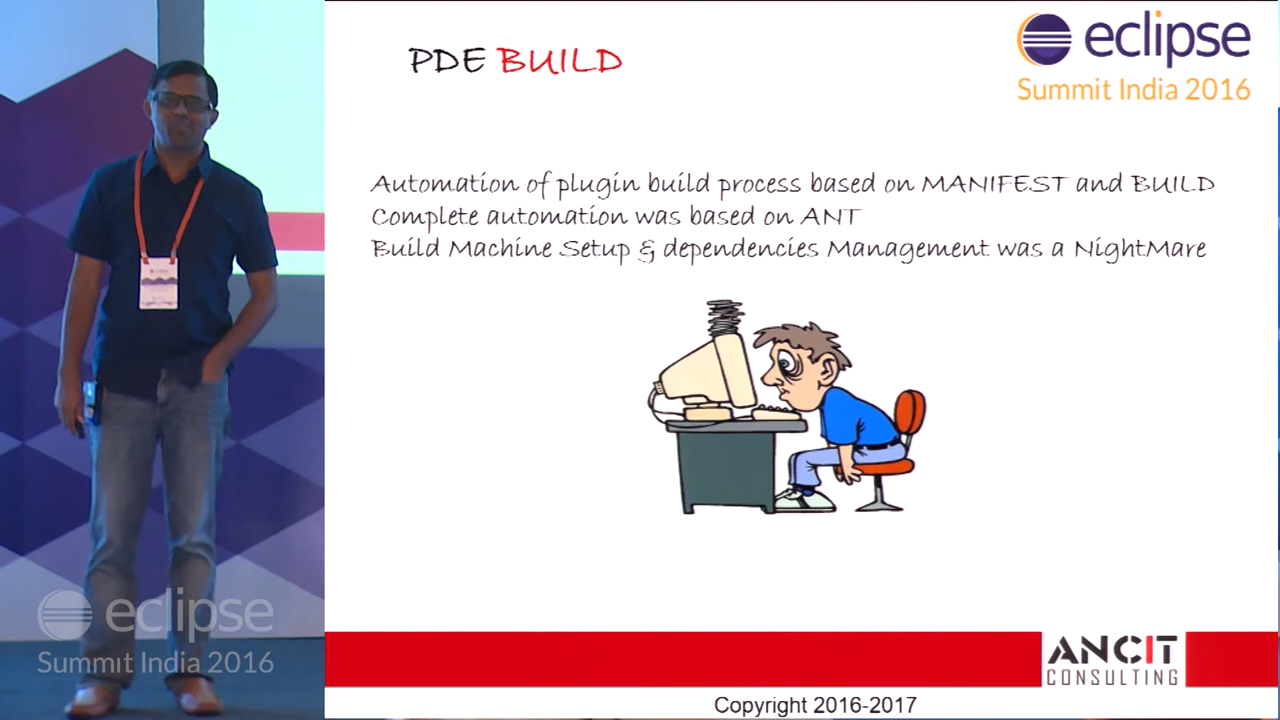 PDE BUILD
eclipse
Summit India 2016
Automation of plugin build process based on MANIFEST and BUILD
Complete automation was based on ANT
Build Machine Setup & dependencies Management was a NightMare
eclipse
Summit India 2016
ANCIT
CONSULTING
Copyright 2016-2017